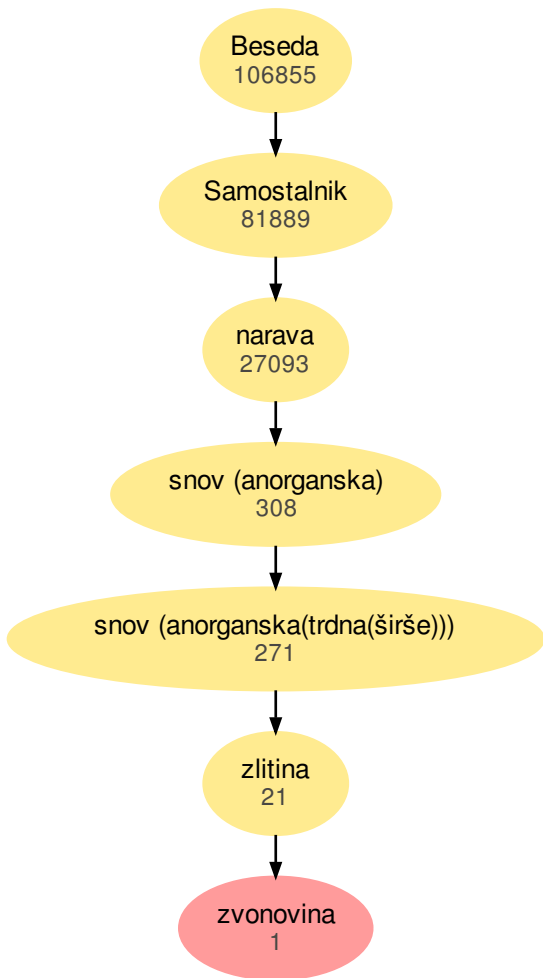 Beseda
106855
Samostalnik
81889
narava
27093
snov (anorganska)
308
snov (anorganska(trdna(širše)))
271
zlitina
21
zvonovina
1